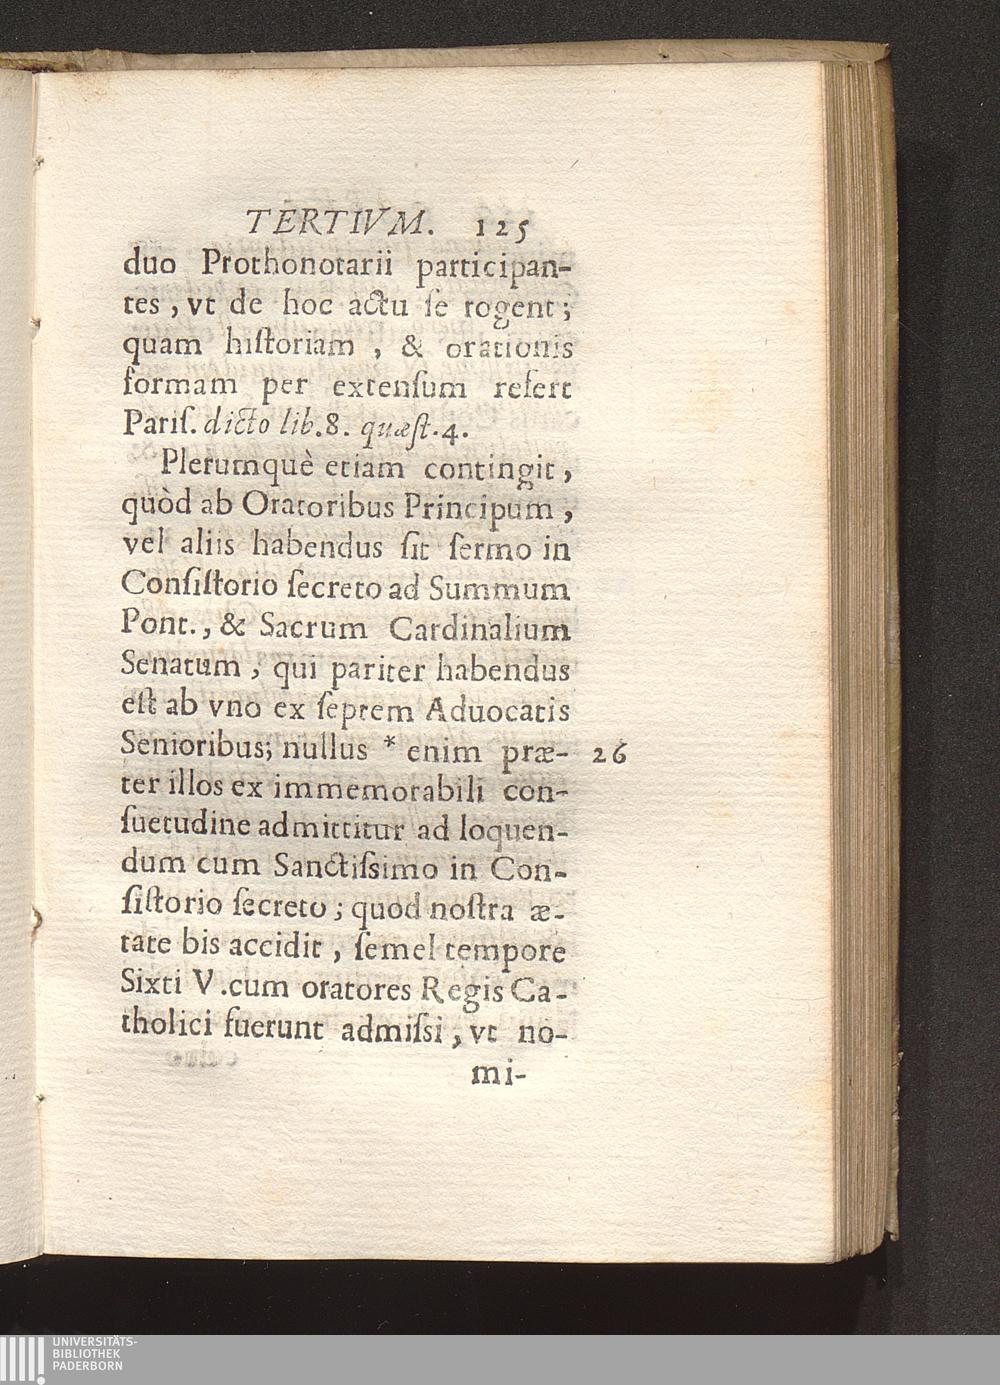 TERTIVM. 125
duo Prothonotarii participan-
tes, vt de hoc actu ſe rogent;
quam hiſtoriam, & orationis
formam per extenſum refert
Pariſ. dicto lib.8. quæſt.4.
Plerumquè etiam contingit,
quòd ab Oratoribus Principum,
vel aliis habendus ſit ſermo in
Conſiſtorio ſecreto ad Summum
Pont., & Sacrum Cardinalium
Senatum, qui pariter habendus
eſt ab vno ex ſeptem Aduocatis
Senioribus; nullus * enim præ- 26
ter illos ex immemorabili con-
ſuetudine admittitur ad loquen-
dum cum Sanctiſsimo in Con-
ſiſtorio ſecreto; quod noſtra æ-
tate bis accidit, ſemel tempore
Sixti V.cum oratores Regis Ca-
tholici fuerunt admiſsi, vt no-
mi-
UNIVERSITÄTS-
BIBLIOTHEK
PADERBORN